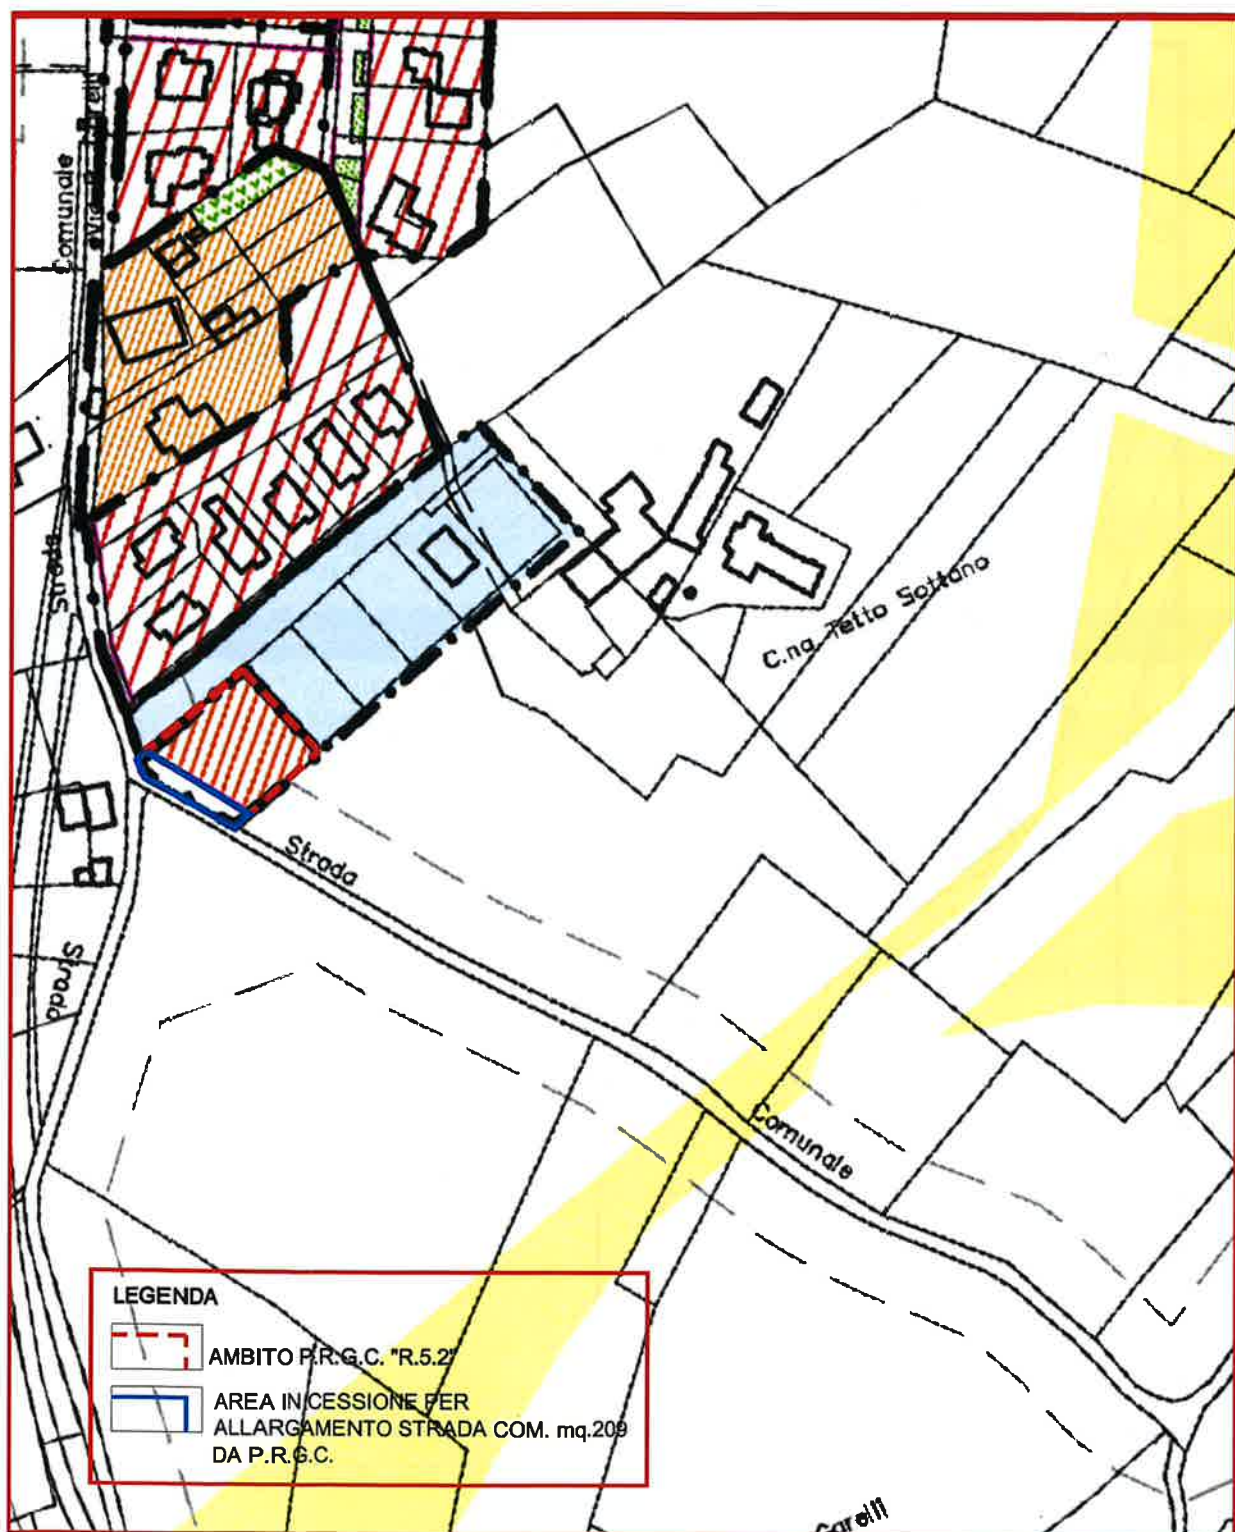 Comunale
Strada
C.na Tetto Sottano
Strada
Strada
Comunale
LEGENDA
AMBITO P.R.G.C. "R.5.2"
AREA IN CESSIONE PER
ALLARGAMENTO STRADA COM. mq.209
DA P.R.G.C.